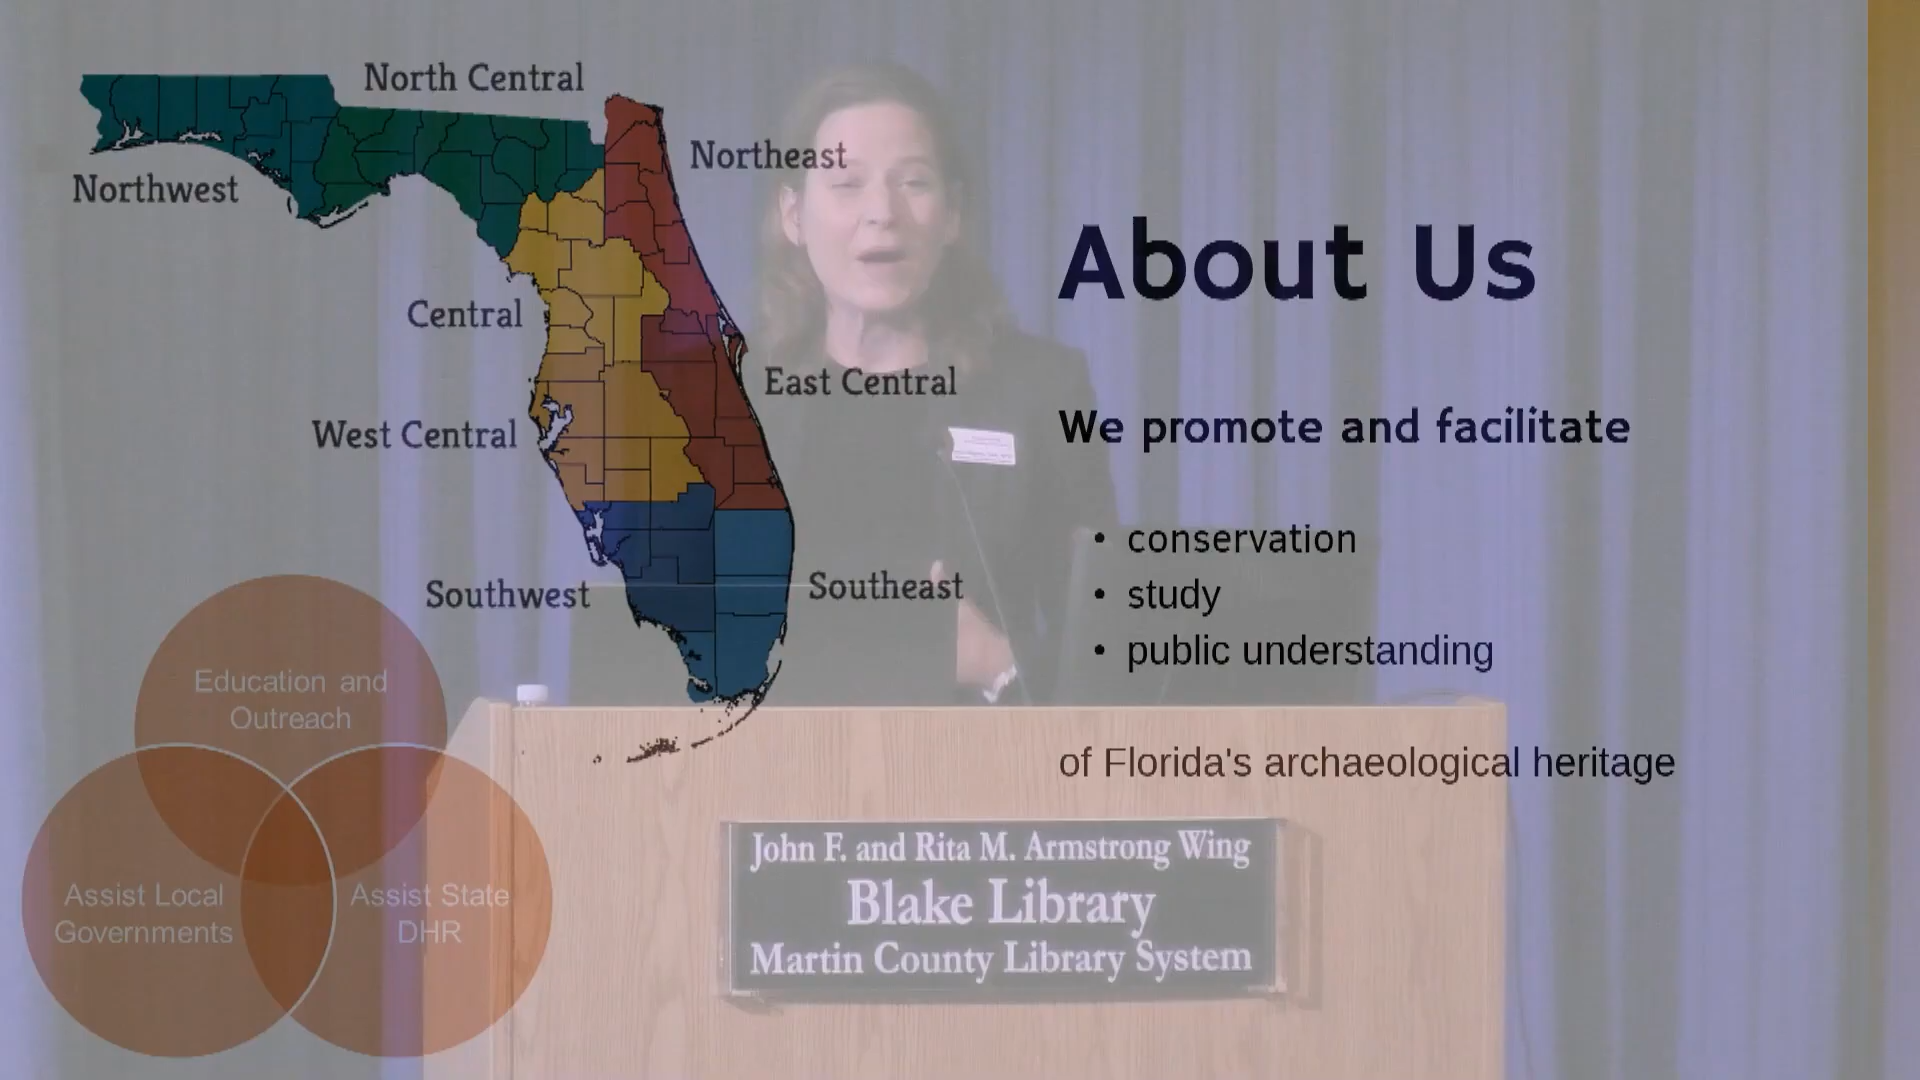 North Central
Northeast
Northwest
Central
East Central
West Central
Southwest
Southeast
Education and
Outreach
Assist Local
Governments
Assist State
DHR
About Us
We promote and facilitate
• conservation
• study
• public understanding
of Florida's archaeological heritage
John F. and Rita M. Armstrong Wing
Blake Library
Martin County Library System